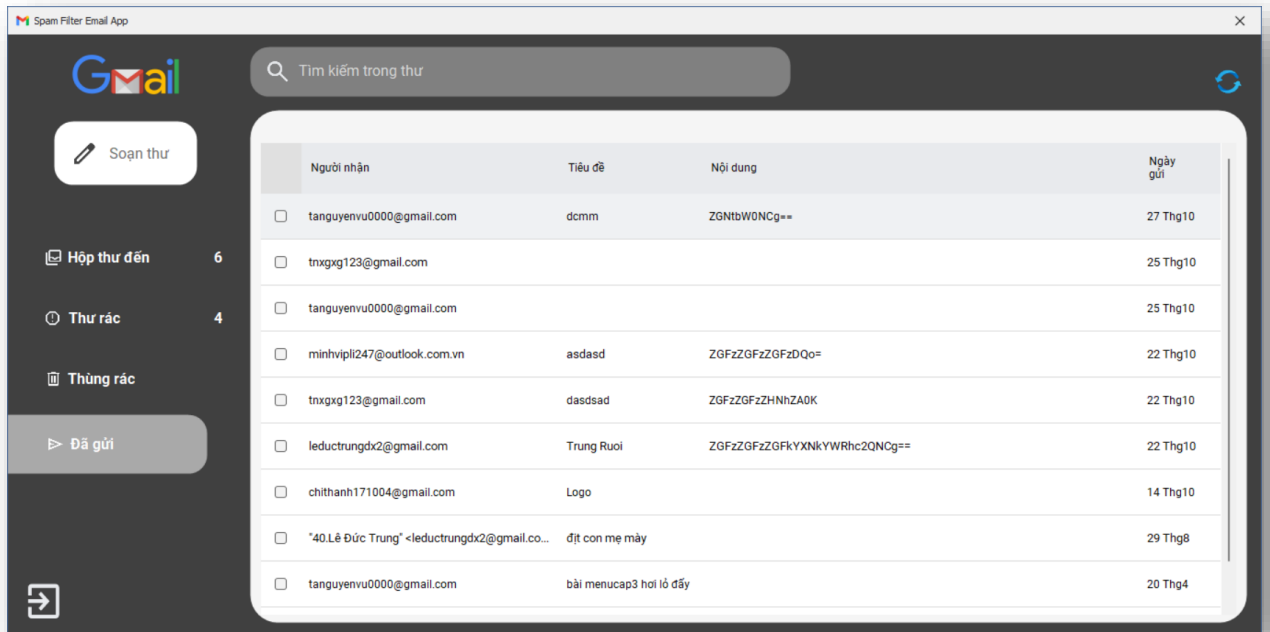 Spam Filter Email App
Gmail
Tìm kiếm trong thư
Soạn thư
Hộp thư đến 6
Thư rác 4
Thùng rác
Đã gửi
Người nhận Tiêu đề Nội dung Ngày gửi
tanguyenvu0000@gmail.com dcmm ZGNtbW0NCg== 27 Thg10
tnxgxg123@gmail.com 25 Thg10
tanguyenvu0000@gmail.com 25 Thg10
minhvipli247@outlook.com.vn asdasd ZGFzZGFzZGFzDQo= 22 Thg10
tnxgxg123@gmail.com dasdsad ZGFzZGFzZHNhZA0K 22 Thg10
leductrungdx2@gmail.com Trung Ruoi ZGFzZGFzZGFkYXNkYWRhc2QNCg== 22 Thg10
chithanh171004@gmail.com Logo 14 Thg10
"40.Lê Đức Trung" <leductrungdx2@gmail.co... địt con mẹ mày 29 Thg8
tanguyenvu0000@gmail.com bài menucap3 hơi lỏ đấy 20 Thg4